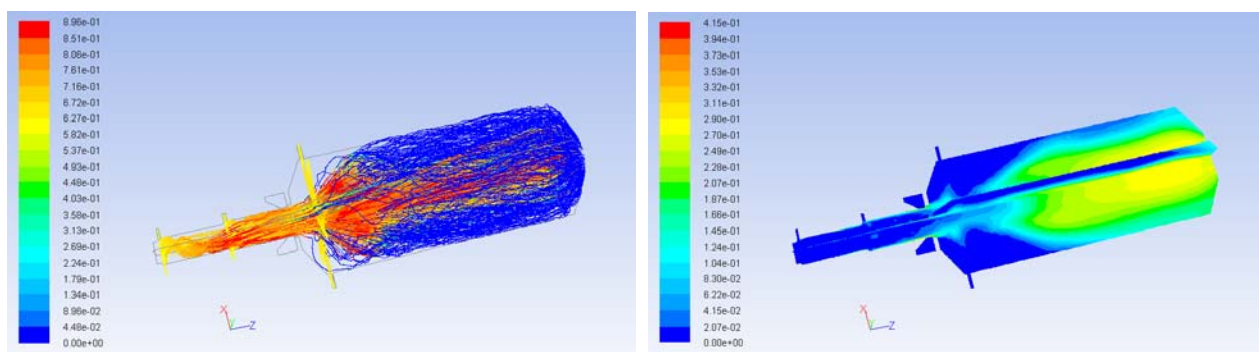 8.96e-01
8.51e-01
8.06e-01
7.61e-01
7.16e-01
6.72e-01
6.27e-01
5.82e-01
5.37e-01
4.93e-01
4.48e-01
4.03e-01
3.58e-01
3.13e-01
2.69e-01
2.24e-01
1.79e-01
1.34e-01
8.96e-02
4.48e-02
0.00e+00
X
Y
Z
4.15e-01
3.94e-01
3.73e-01
3.53e-01
3.32e-01
3.11e-01
2.90e-01
2.70e-01
2.49e-01
2.28e-01
2.07e-01
1.87e-01
1.66e-01
1.45e-01
1.24e-01
1.04e-01
8.30e-02
6.22e-02
4.15e-02
2.07e-02
0.00e+00
X
Y
Z